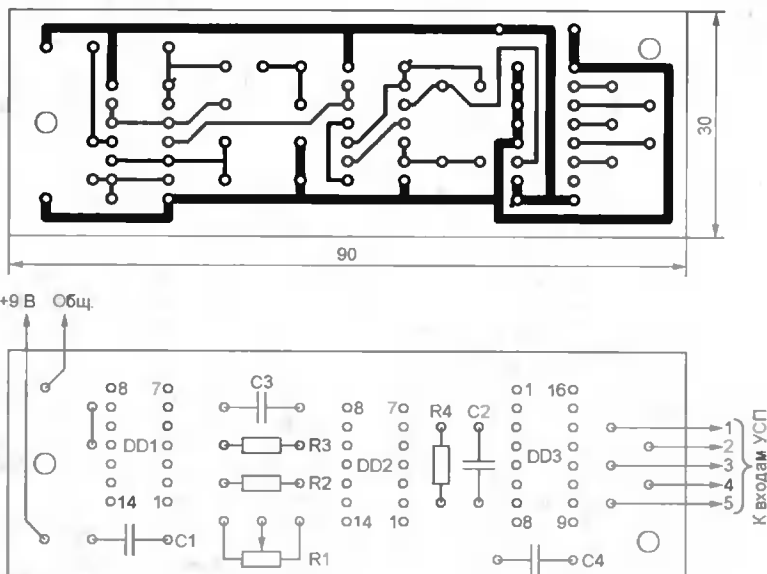 30
90
+9 В Общ.
8 7
C3
1 16
8 7
R4 C2
1
R3
DD1
2
К входам УСП
DD2
DD3
3
R2
4
14 1
5
14 1
8 9
C1
R1
C4